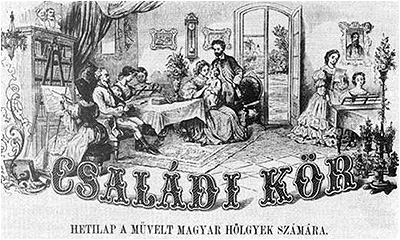 CSALÁDI KÖR
HETILAP A MŰVELT MAGYAR HÖLGYEK SZÁMÁRA.